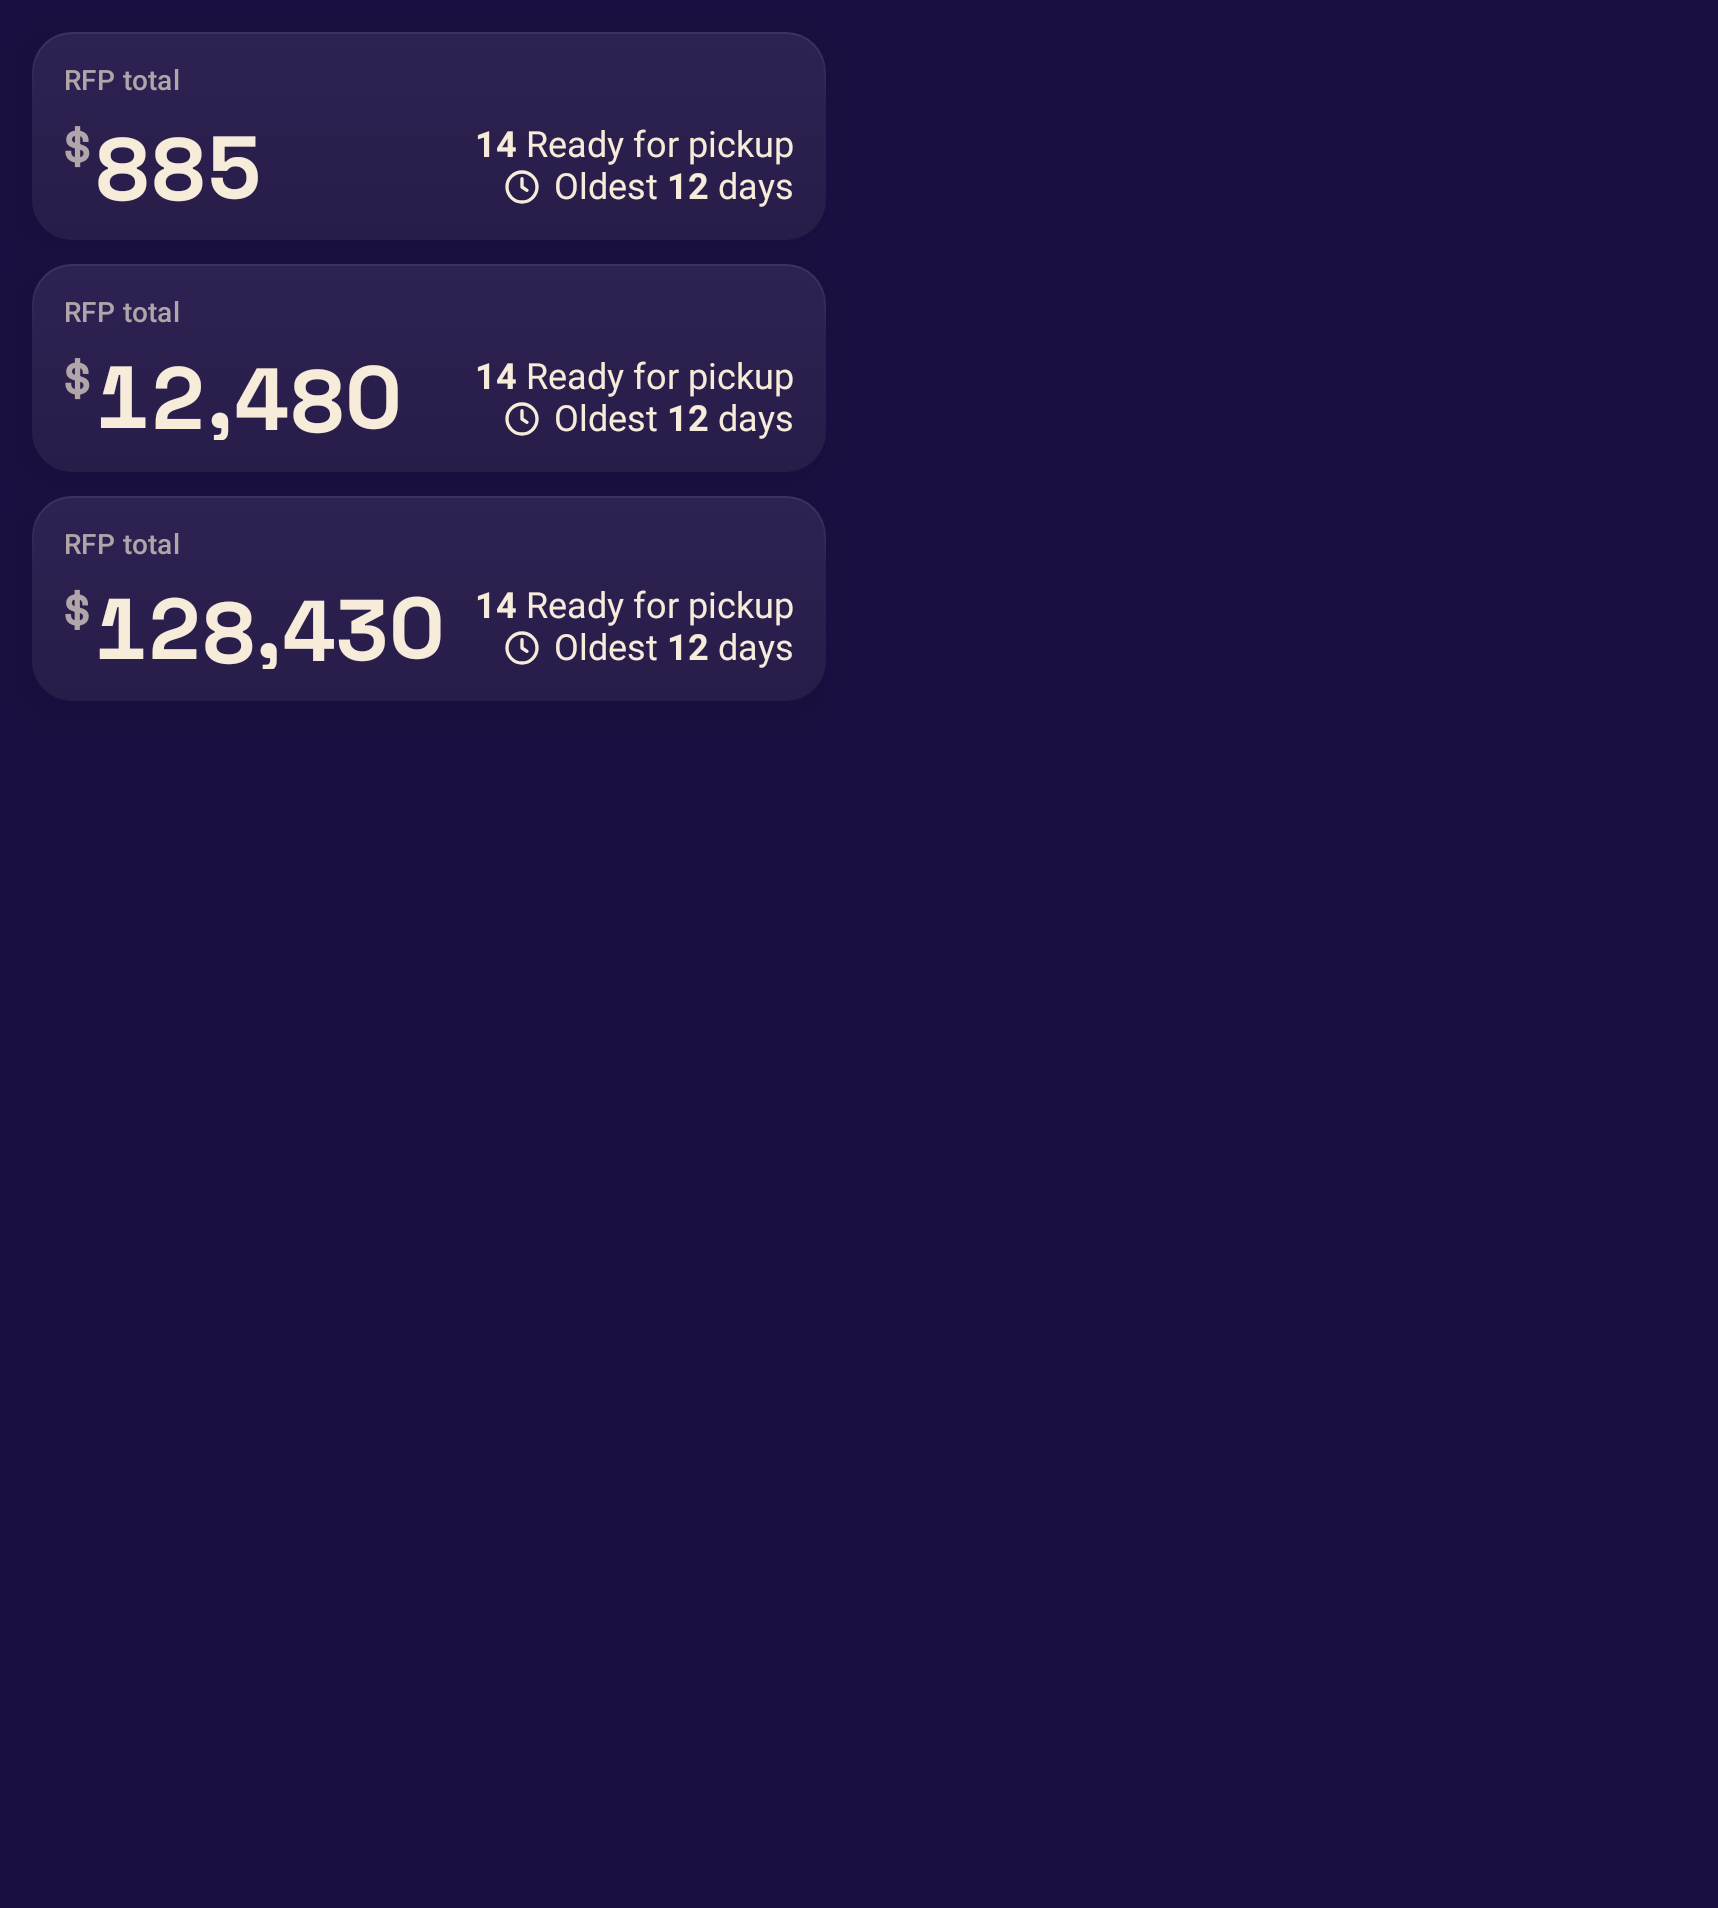 RFP total
$885
14 Ready for pickup
Oldest 12 days
RFP total
$12,480
14 Ready for pickup
Oldest 12 days
RFP total
$128,430
14 Ready for pickup
Oldest 12 days